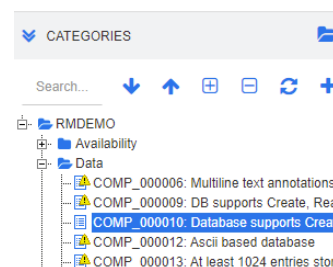 CATEGORIES
Search...
RMDEMO
Availability
Data
COMP_000006: Multiline text annotations
COMP_000009: DB supports Create, Rea
COMP_000010: Database supports Crea
COMP_000012: Ascii based database
COMP_000013: At least 1024 entries sto